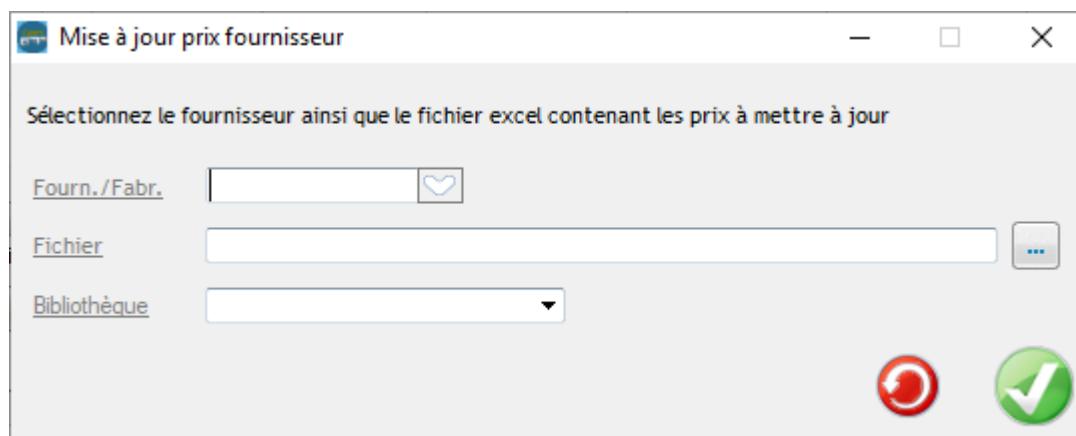 Mise à jour prix fournisseur
Sélectionnez le fournisseur ainsi que le fichier excel contenant les prix à mettre à jour
Fourn./Fabr.
Fichier
...
Bibliothèque